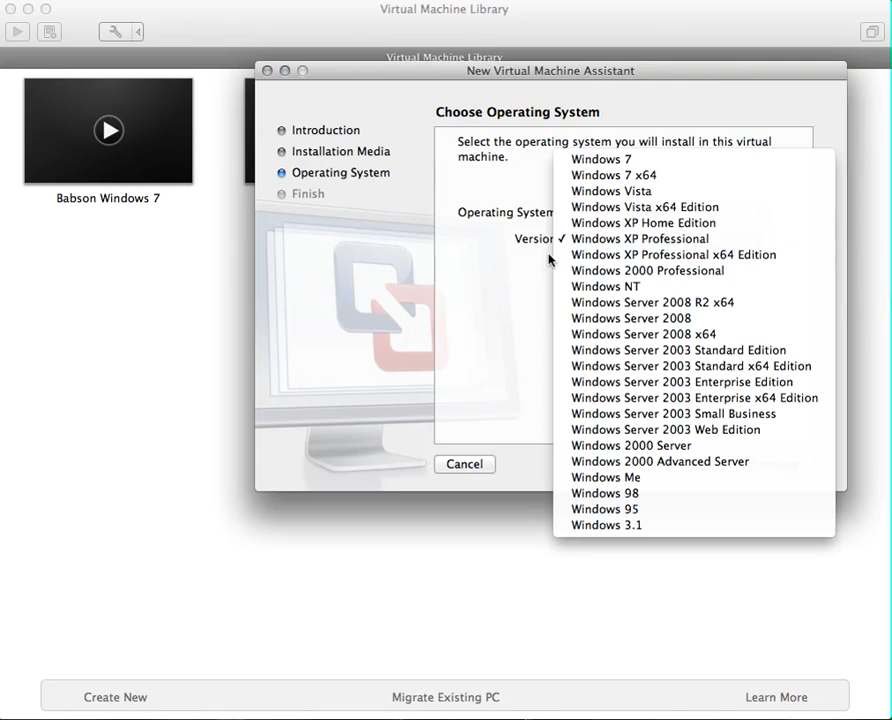 Virtual Machine Library
Virtual Machine Library
New Virtual Machine Assistant
Babson Windows 7
Introduction
Installation Media
Operating System
Finish
Choose Operating System
Select the operating system you will install in this virtual
machine.
Operating System
Version
✓ Windows XP Professional
Windows 7
Windows 7 x64
Windows Vista
Windows Vista x64 Edition
Windows XP Home Edition
Windows XP Professional x64 Edition
Windows 2000 Professional
Windows NT
Windows Server 2008 R2 x64
Windows Server 2008
Windows Server 2008 x64
Windows Server 2003 Standard Edition
Windows Server 2003 Standard x64 Edition
Windows Server 2003 Enterprise Edition
Windows Server 2003 Enterprise x64 Edition
Windows Server 2003 Small Business
Windows Server 2003 Web Edition
Windows 2000 Server
Windows 2000 Advanced Server
Windows Me
Windows 98
Windows 95
Windows 3.1
Cancel
Create New
Migrate Existing PC
Learn More